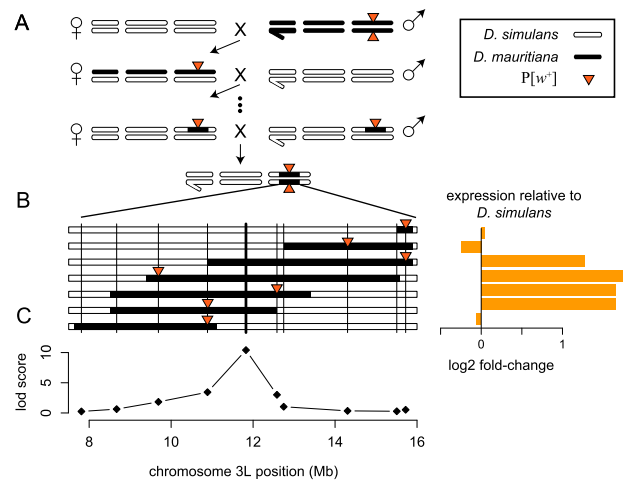 A
♀ X ♂
♀ X ♂
♀ X ♂
D. simulans
D. mauritiana
P[w+]
B
expression relative to
D. simulans
0 1
log2 fold-change
C
10
5
0
lod score
8 10 12 14 16
chromosome 3L position (Mb)